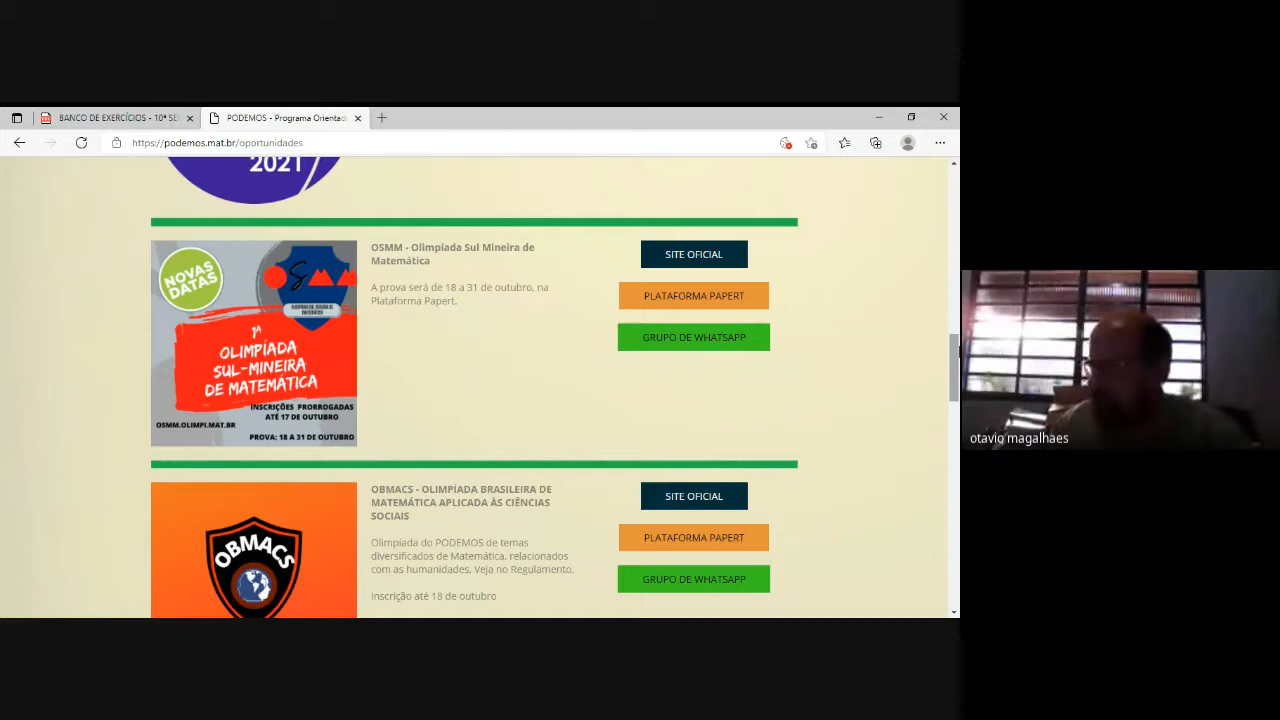 BANCO DE EXERCÍCIOS - 10ª SE
PODEMOS - Programa Orientad
https://podemos.mat.br/oportunidades
2021
NOVAS
DATAS
1ª
OLIMPÍADA
SUL-MINEIRA
DE MATEMÁTICA
INSCRIÇÕES PRORROGADAS
ATÉ 17 DE OUTUBRO
OSMM.OLIMPI.MAT.BR
PROVA: 18 A 31 DE OUTUBRO
OSMM - Olimpíada Sul Mineira de
Matemática
A prova será de 18 a 31 de outubro, na
Plataforma Papert.
SITE OFICIAL
PLATAFORMA PAPERT
GRUPO DE WHATSAPP
OBMACS
OBMACS - OLIMPÍADA BRASILEIRA DE
MATEMÁTICA APLICADA ÀS CIÊNCIAS
SOCIAIS
Olimpíada do PODEMOS de temas
diversificados de Matemática, relacionados
com as humanidades. Veja no Regulamento.
Inscrição até 18 de outubro
SITE OFICIAL
PLATAFORMA PAPERT
GRUPO DE WHATSAPP
otavio magalhaes